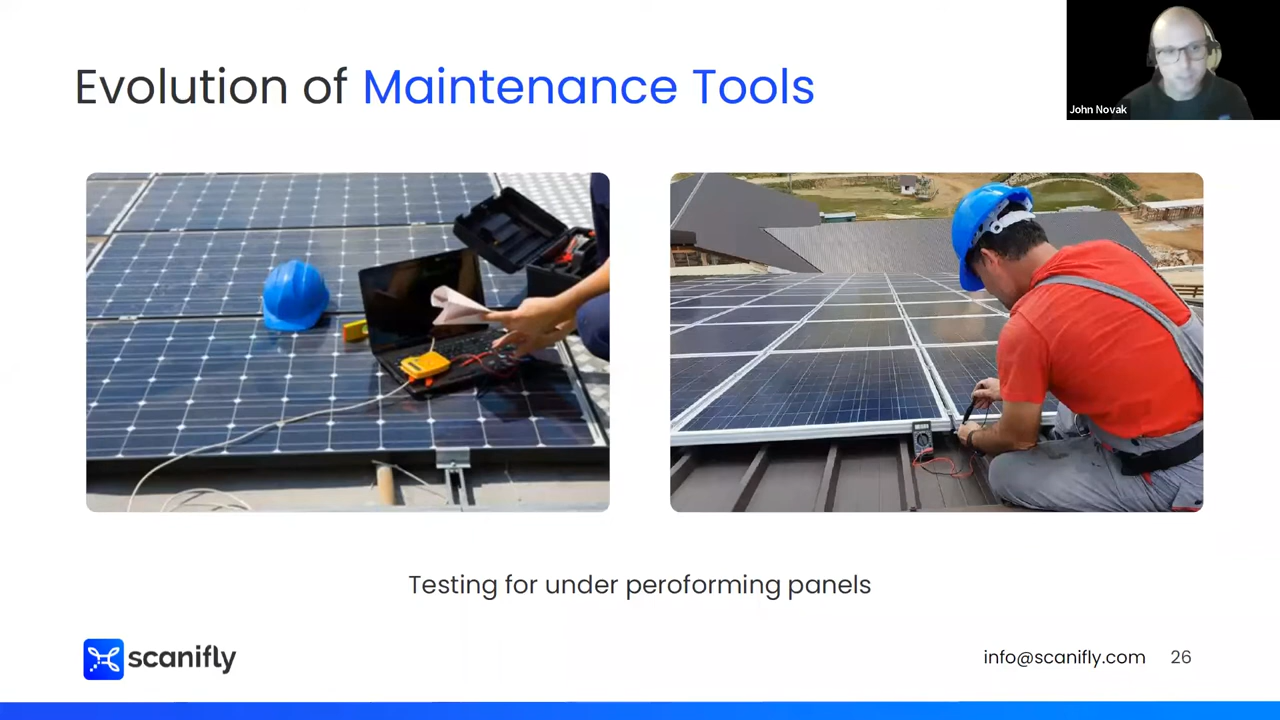 Evolution of Maintenance Tools
John Novak
Testing for under peroforming panels
scanifly
info@scanifly.com 26